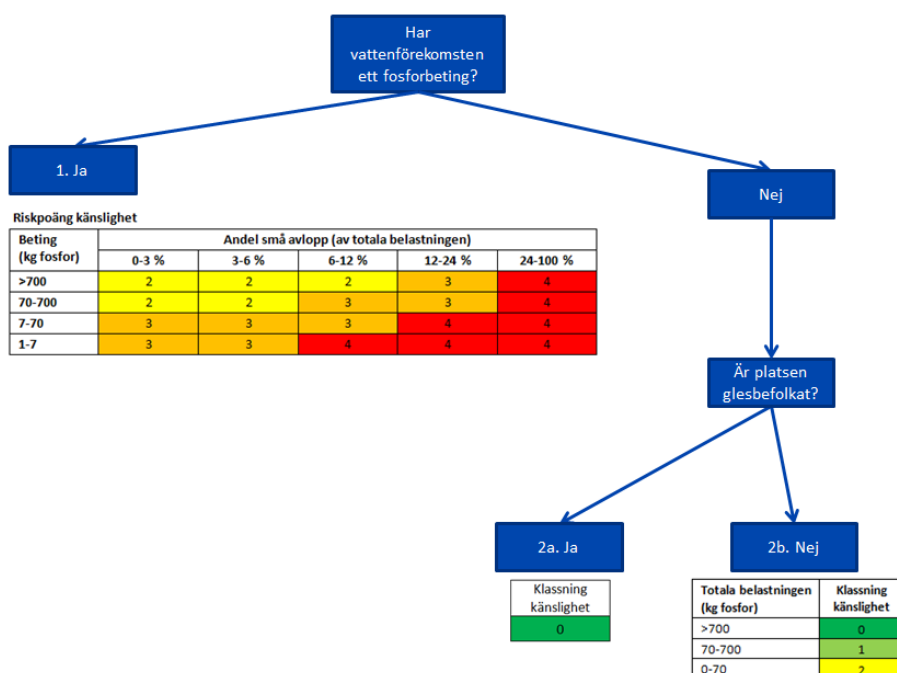 Har
vattenförekomsten
ett fosforbeting?
1. Ja
Nej
Riskpoäng känslighet
Beting
(kg fosfor)
Andel små avlopp (av totala belastningen)
0-3 % 3-6 % 6-12 % 12-24 % 24-100 %
>700 2 2 2 3 4
70-700 2 2 3 3 4
7-70 3 3 3 4 4
1-7 3 3 4 4 4
Är platsen
glesbefolkat?
2a. Ja
2b. Nej
Klassning
känslighet
0
Totala belastningen
(kg fosfor)
Klassning
känslighet
>700 0
70-700 1
0-70 2